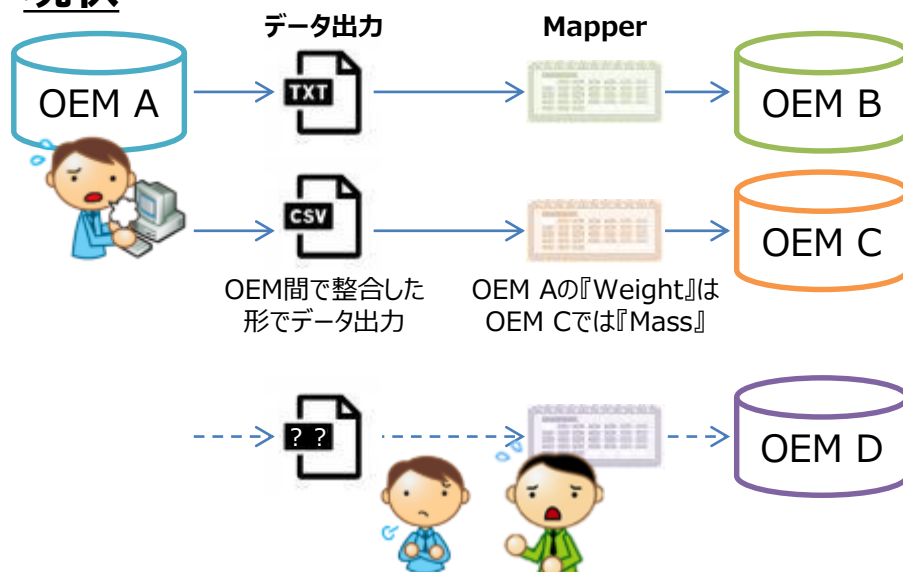 データ出力
Mapper
OEM A
TXT
OEM B
CSV
OEM C
OEM間で整合した
形でデータ出力
OEM Aの『Weight』は
OEM Cでは『Mass』
? ?
OEM D